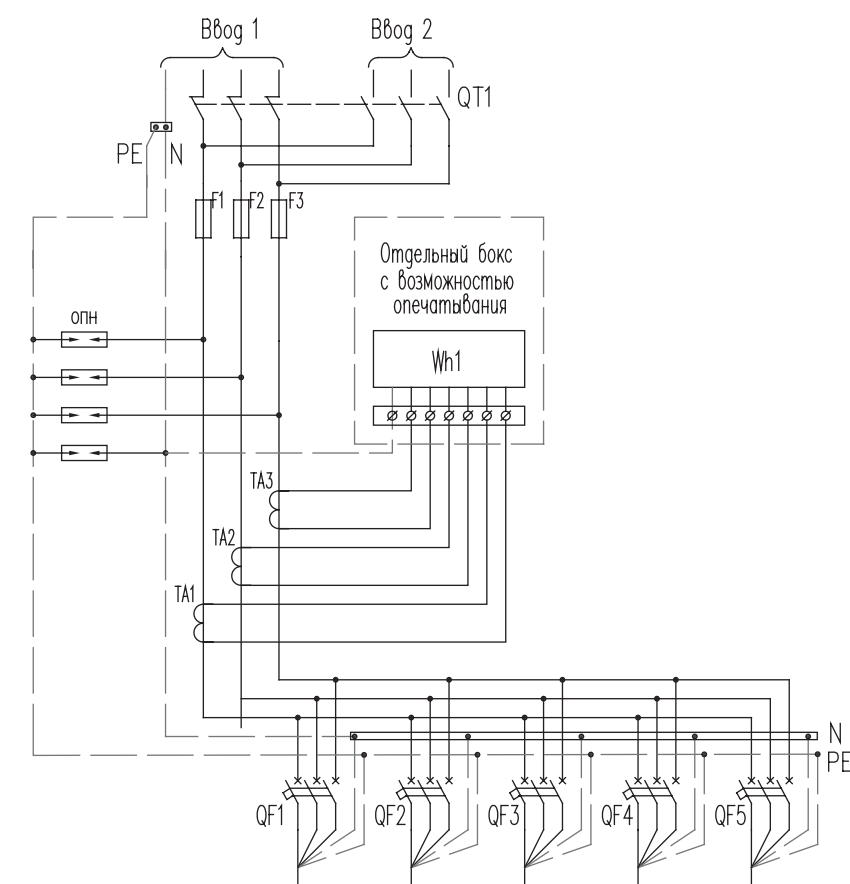 Ввод 1
Ввод 2
QT1
PE
N
F1
F2
F3
Отдельный бокс
с возможностью
опечатывания
ОПН
Wh1
TA3
TA2
TA1
N
PE
QF1
QF2
QF3
QF4
QF5